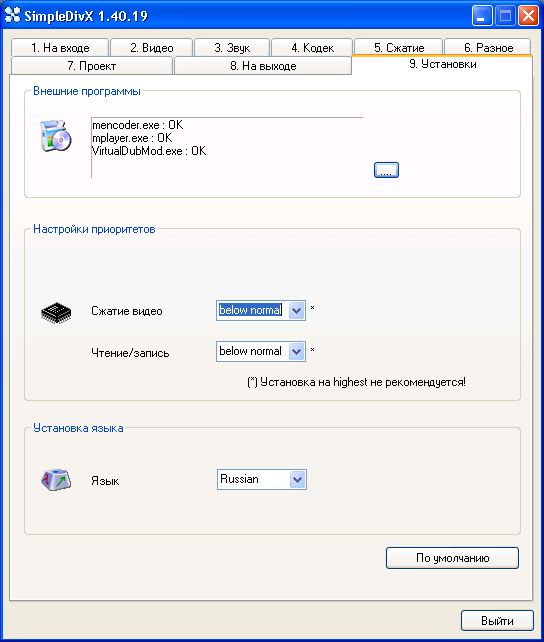 SimpleDivX 1.40.19
1. На входе
2. Видео
3. Звук
4. Кодек
5. Сжатие
6. Разное
7. Проект
8. На выходе
9. Установки
Внешние программы
mencoder.exe : OK
mplayer.exe : OK
VirtualDubMod.exe : OK
....
Настройки приоритетов
Сжатие видео
below normal
*
Чтение/запись
below normal
*
(*) Установка на highest не рекомендуется!
Установка языка
Язык
Russian
По умолчанию
Выйти